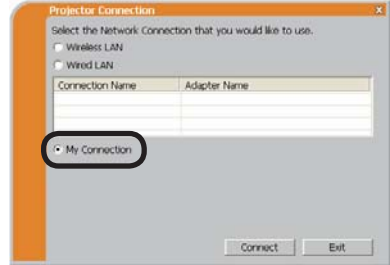 Projector Connection
Select the Network Connection that you would like to use.
Wireless LAN
Wired LAN
Connection Name Adapter Name
My Connection
Connect Exit